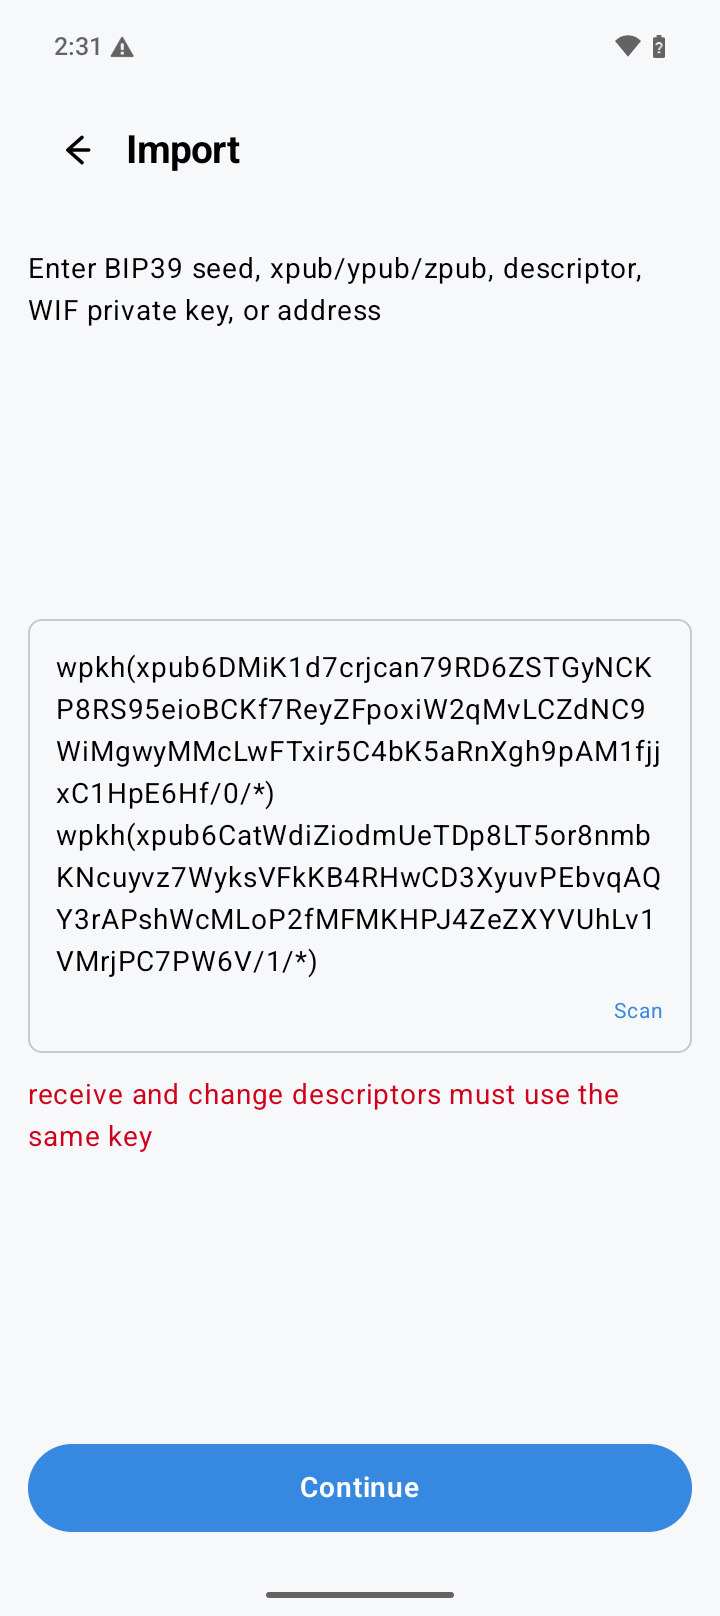 2:31
Import
Enter BIP39 seed, xpub/ypub/zpub, descriptor,
WIF private key, or address
wpkh(xpub6DMiK1d7crjcan79RD6ZSTGyNCK
P8RS95eioBCKf7ReyZFpoxiW2qMvLCZdNC9
WiMgwyMMcLwFTxir5C4bK5aRnXgh9pAM1fjj
xC1HpE6Hf/0/*)
wpkh(xpub6CatWdiZiodmUeTDp8LT5or8nmb
KNcuyvz7WyksVFkKB4RHwCD3XyuvPEbvqAQ
Y3rAPshWcMLoP2fMFMKHPJ4ZeZXYVUhLv1
VMrjPC7PW6V/1/*)
Scan
receive and change descriptors must use the
same key
Continue